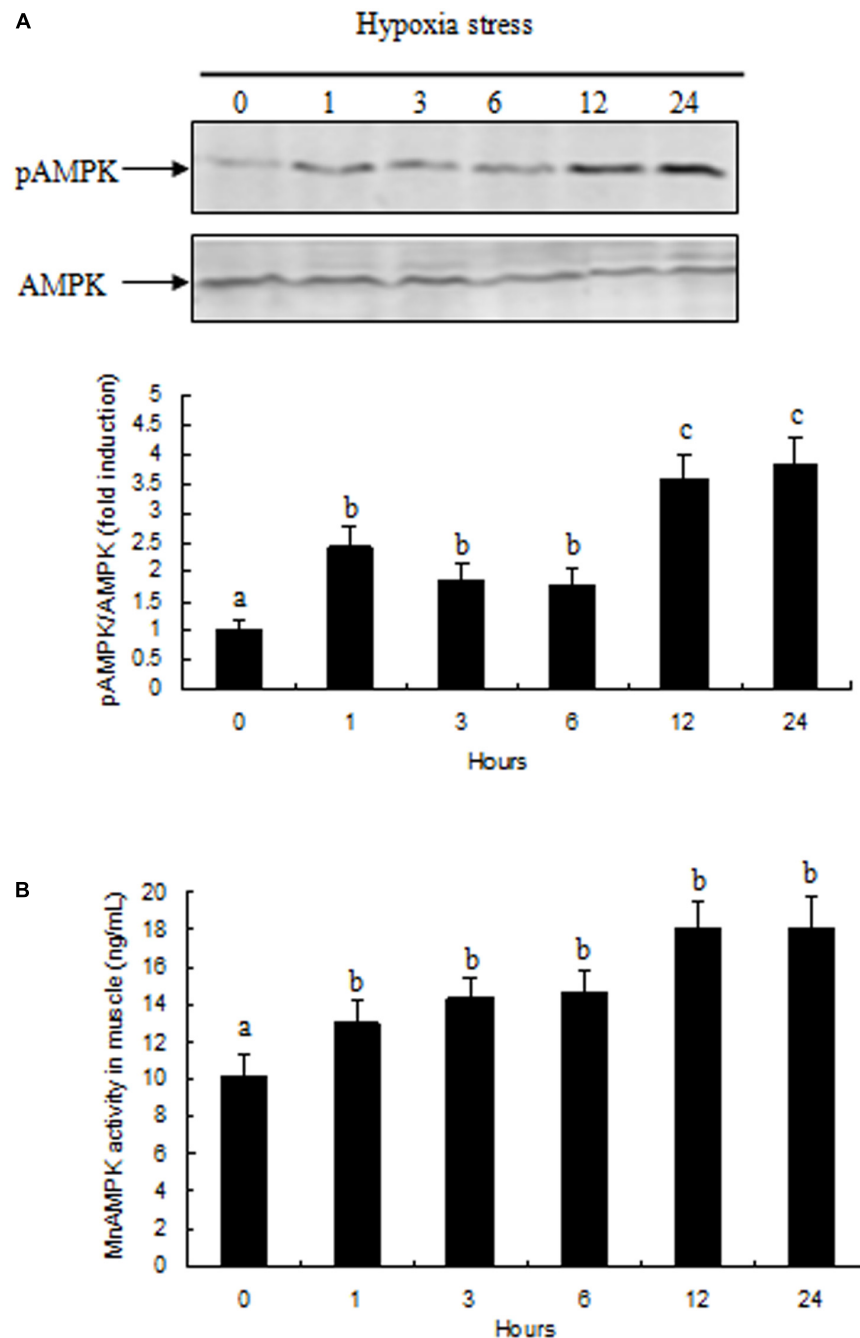 A
Hypoxia stress
0 1 3 6 12 24
pAMPK
AMPK
pAMPK/AMPK (fold induction)
5
4.5
4
3.5
3
2.5
2
1.5
1
0.5
0
a b b b c c
0 1 3 6 12 24
Hours
B
MnAMPK activity in muscle (ng/mL)
20
18
16
14
12
10
8
6
4
2
0
a b b b b b
0 1 3 6 12 24
Hours